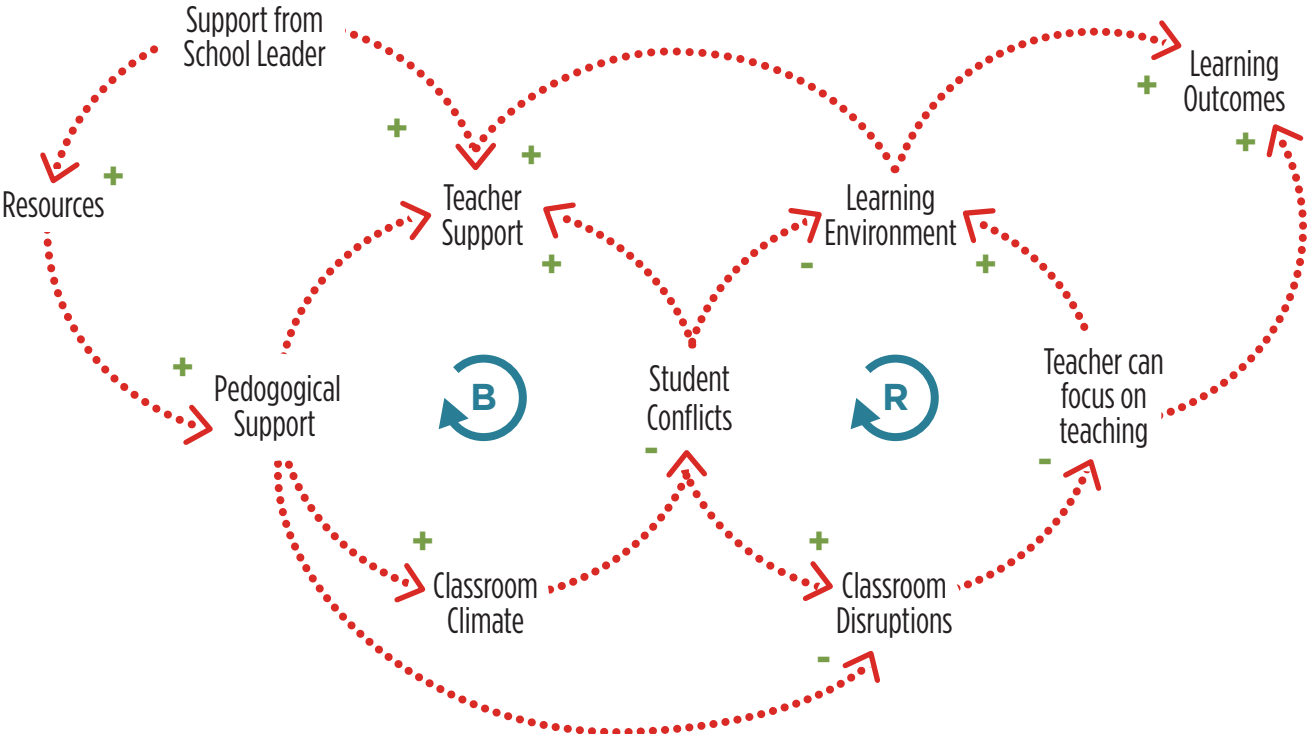 Support from
School Leader
Learning
Outcomes
+
+
+
+
+
Resources
Teacher
Support
Learning
Environment
+
-
+
+
Pedogogical
Support
B
Student
Conflicts
R
Teacher can
focus on
teaching
-
-
+
+
Classroom
Climate
Classroom
Disruptions
-